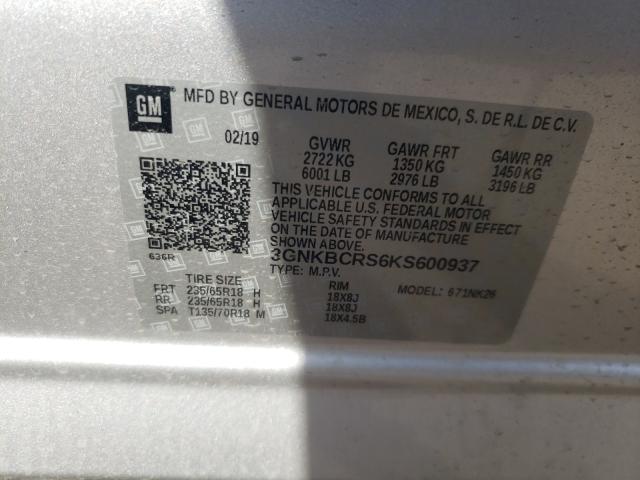 GM
MFD BY GENERAL MOTORS DE MEXICO, S. DE R.L. DE C.V.
02/19 GVWR GAWR FRT GAWR RR
2722 KG 1350 KG 1450 KG
6001 LB 2976 LB 3196 LB
THIS VEHICLE CONFORMS TO ALL
APPLICABLE U.S. FEDERAL MOTOR
VEHICLE SAFETY STANDARDS IN EFFECT
ON THE DATE OF MANUFACTURE
SHOWN ABOVE.
636R
3GNKBCRS6KS600937
TYPE: M.P.V.
TIRE SIZE RIM MODEL: 671NK26
FRT 235/65R18 H 18X8J
RR 235/65R18 H 18X8J
SPA T135/70R18 M 18X4.5B